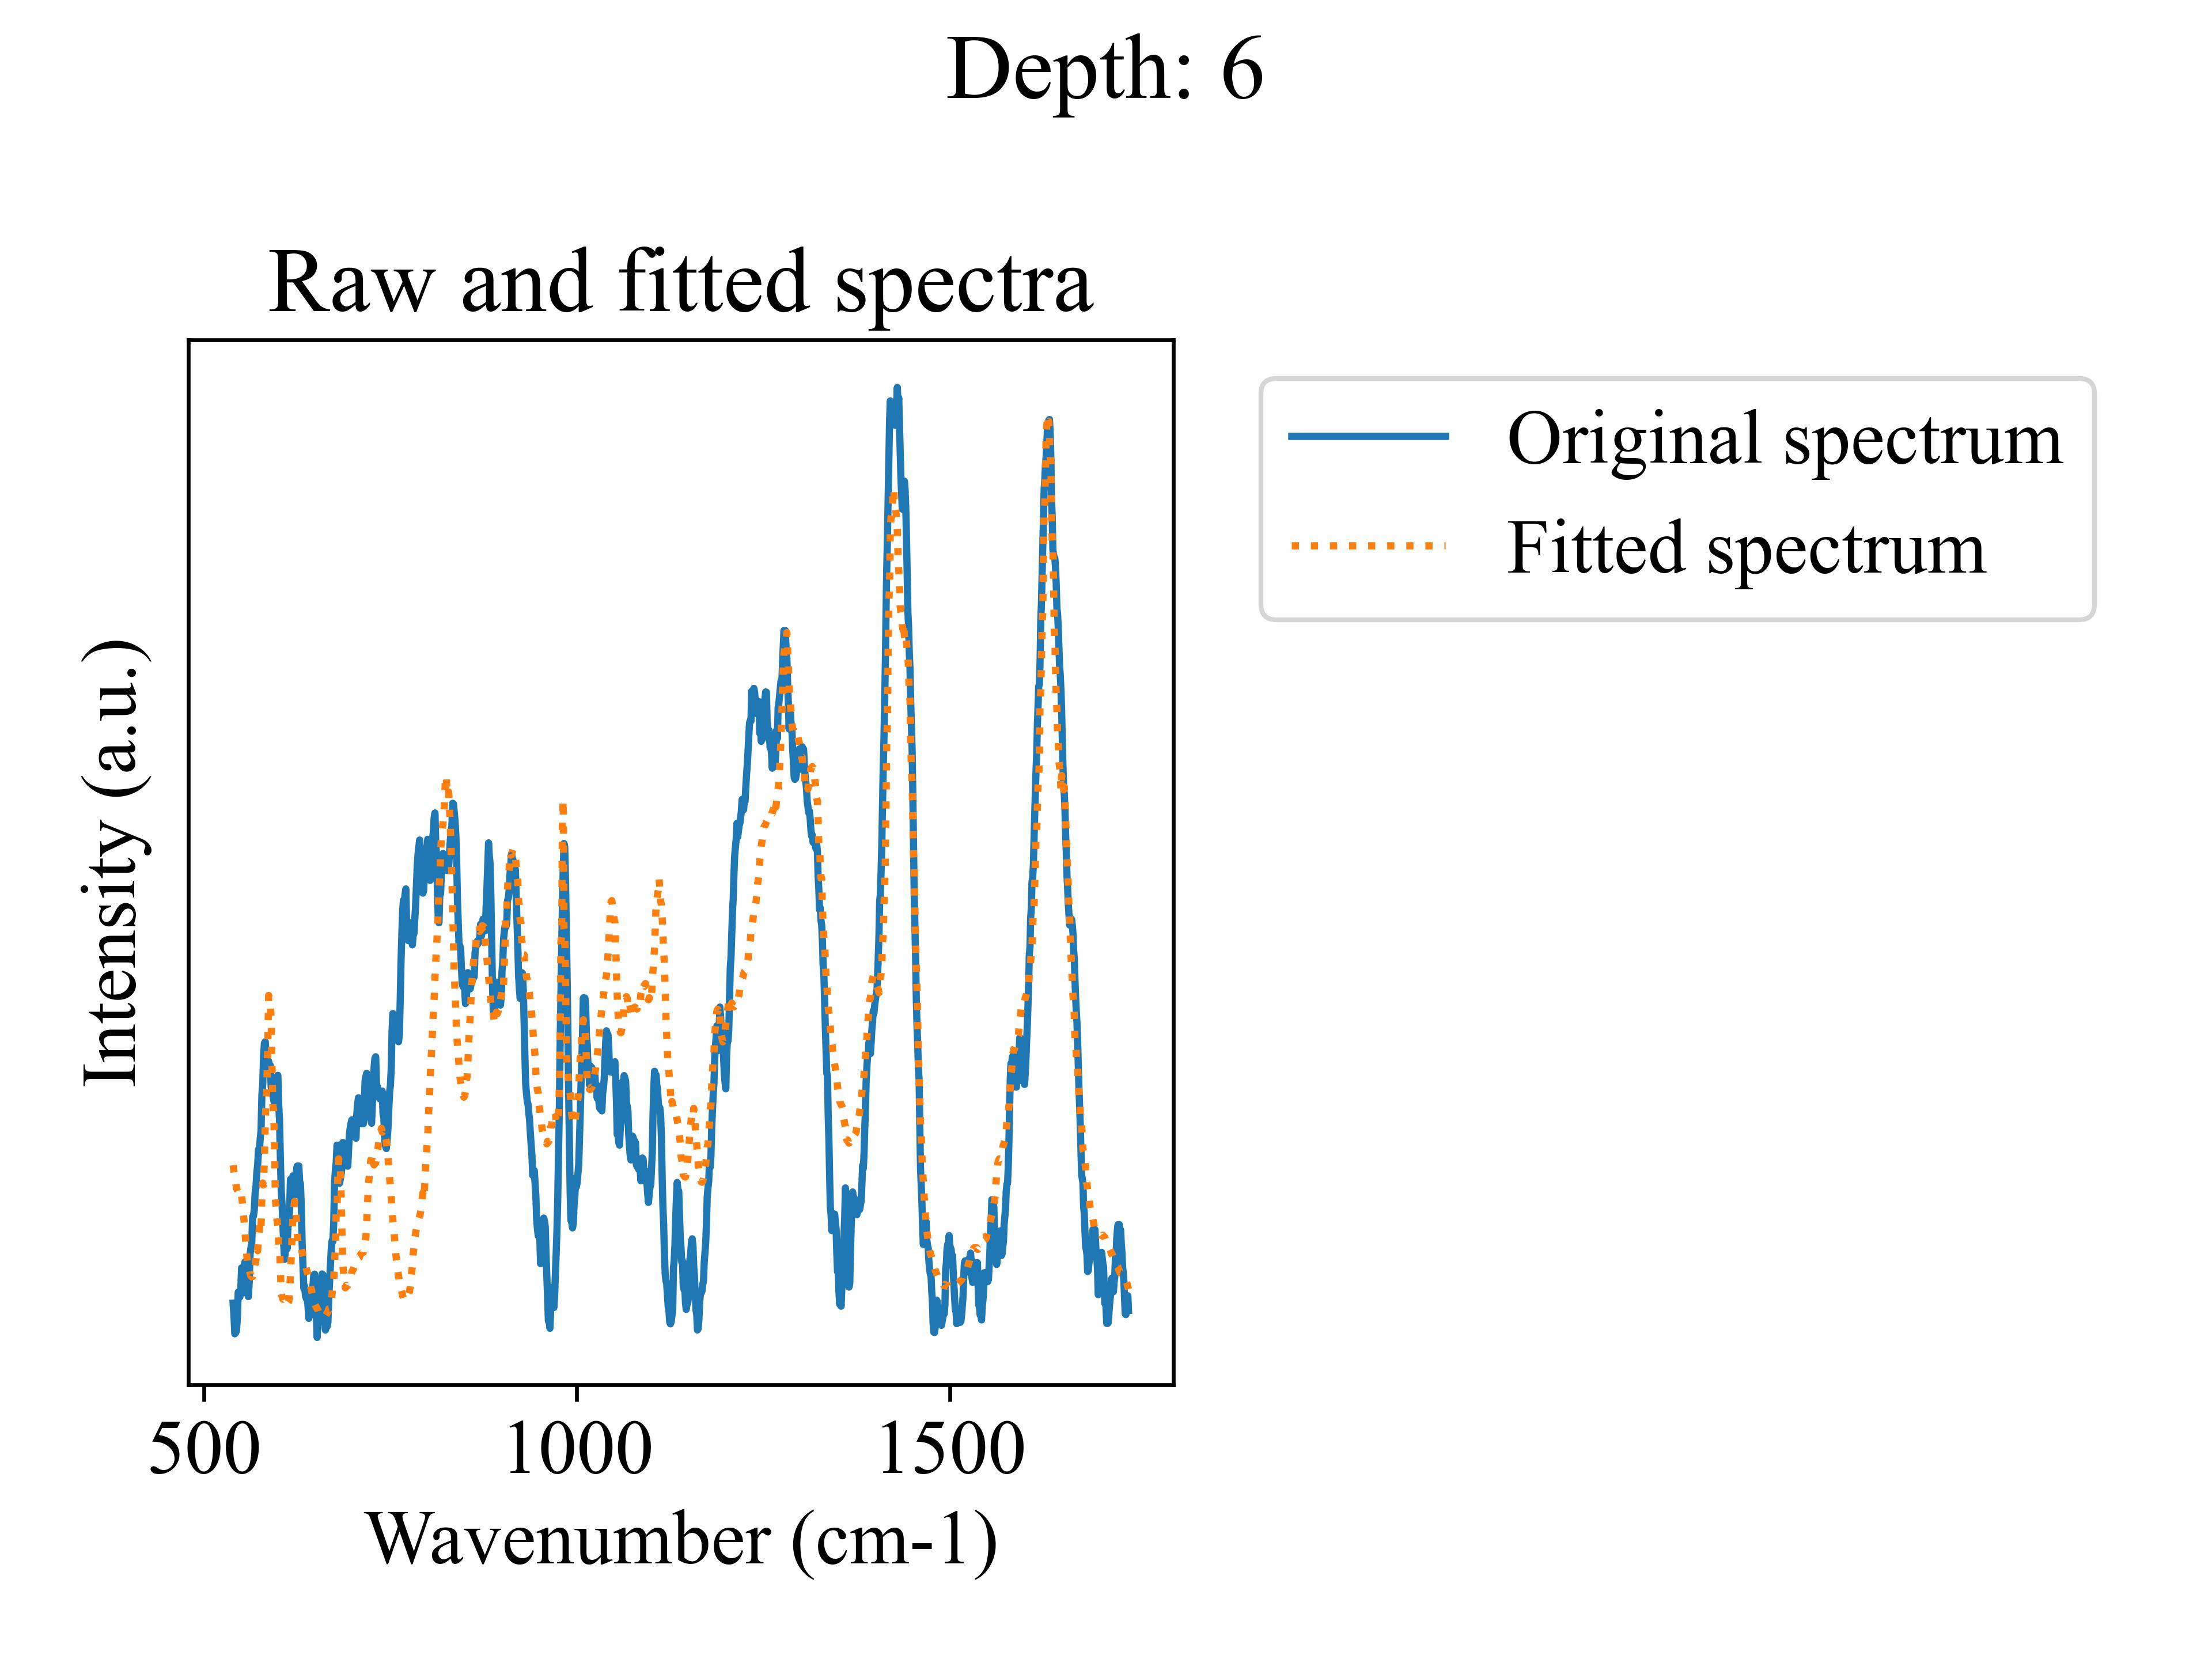 Depth: 6
Raw and fitted spectra
Original spectrum
Fitted spectrum
Intensity (a.u.)
500 1000 1500
Wavenumber (cm-1)